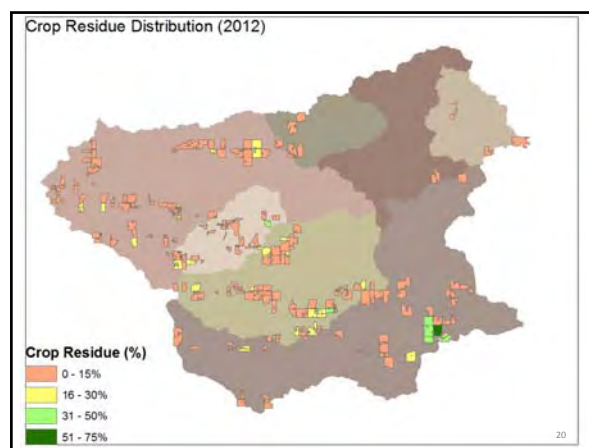 Crop Residue Distribution (2012)
Crop Residue (%)
0 - 15%
16 - 30%
31 - 50%
51 - 75%
20